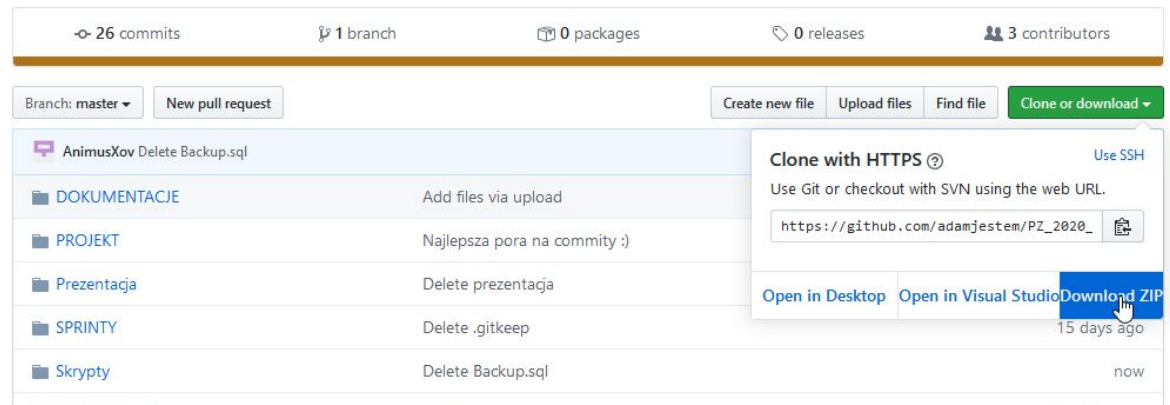 26 commits 1 branch 0 packages 0 releases 3 contributors
Branch: master New pull request Create new file Upload files Find file Clone or download
AnimusXov Delete Backup.sql
DOKUMENTACJE Add files via upload
PROJEKT Najlepsza pora na commity :)
Prezentacja Delete prezentacja
SPRINTY Delete .gitkeep 15 days ago
Skrypty Delete Backup.sql now
Clone with HTTPS Use SSH
Use Git or checkout with SVN using the web URL.
https://github.com/adamjestem/PZ_2020_
Open in Desktop Open in Visual Studio Download ZIP